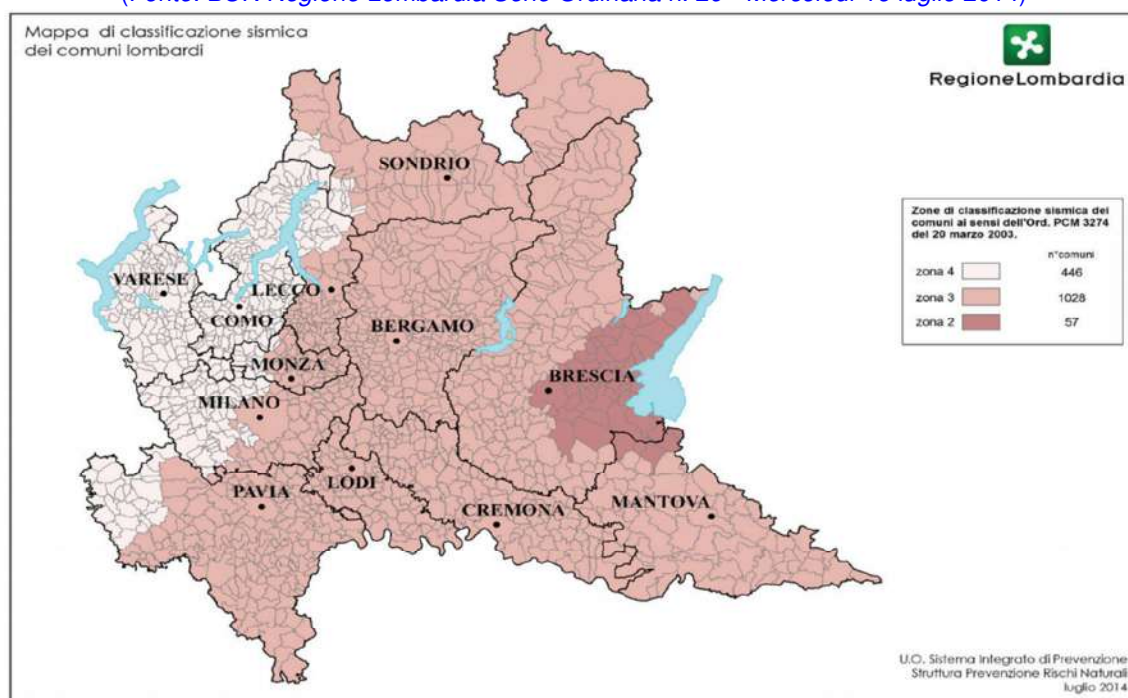 Mappa di classificazione sismica
dei comuni lombardi
RegioneLombardia
SONDRIO
VARESE
LECCO
COMO
BERGAMO
MONZA
BRESCIA
MILANO
LODI
PAVIA
CREMONA
MANTOVA
Zone di classificazione sismica dei
comuni ai sensi dell'Ord. PCM 3274
del 20 marzo 2003.
n°comuni
zona 4 446
zona 3 1028
zona 2 57
U.O. Sistema Integrato di Prevenzione
Struttura Prevenzione Rischi Naturali
luglio 2014